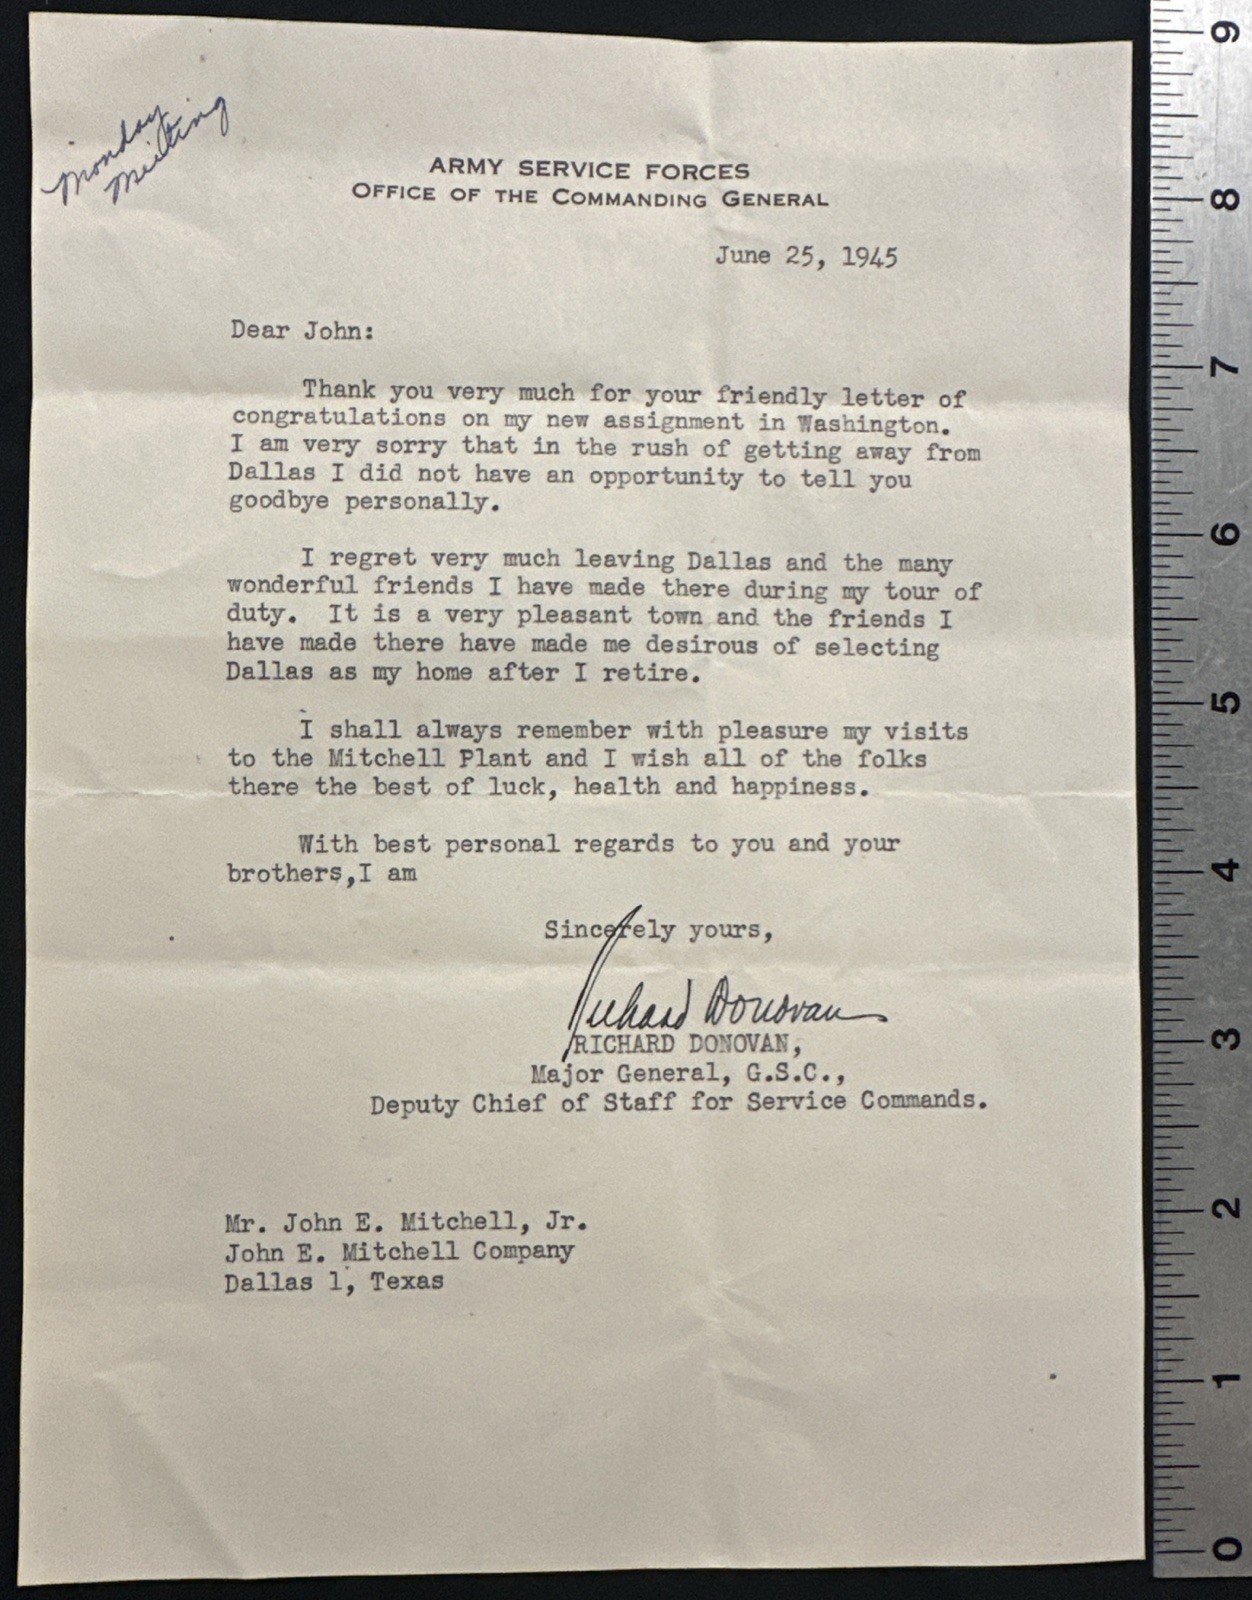 Monday
Meeting
ARMY SERVICE FORCES
OFFICE OF THE COMMANDING GENERAL
June 25, 1945
Dear John:
Thank you very much for your friendly letter of
congratulations on my new assignment in Washington.
I am very sorry that in the rush of getting away from
Dallas I did not have an opportunity to tell you
goodbye personally.
I regret very much leaving Dallas and the many
wonderful friends I have made there during my tour of
duty. It is a very pleasant town and the friends I
have made there have made me desirous of selecting
Dallas as my home after I retire.
I shall always remember with pleasure my visits
to the Mitchell Plant and I wish all of the folks
there the best of luck, health and happiness.
With best personal regards to you and your
brothers,I am
Sincerely yours,
Richard Donovan
RICHARD DONOVAN,
Major General, G.S.C.,
Deputy Chief of Staff for Service Commands.
Mr. John E. Mitchell, Jr.
John E. Mitchell Company
Dallas 1, Texas
9
8
7
6
5
4
3
2
1
0